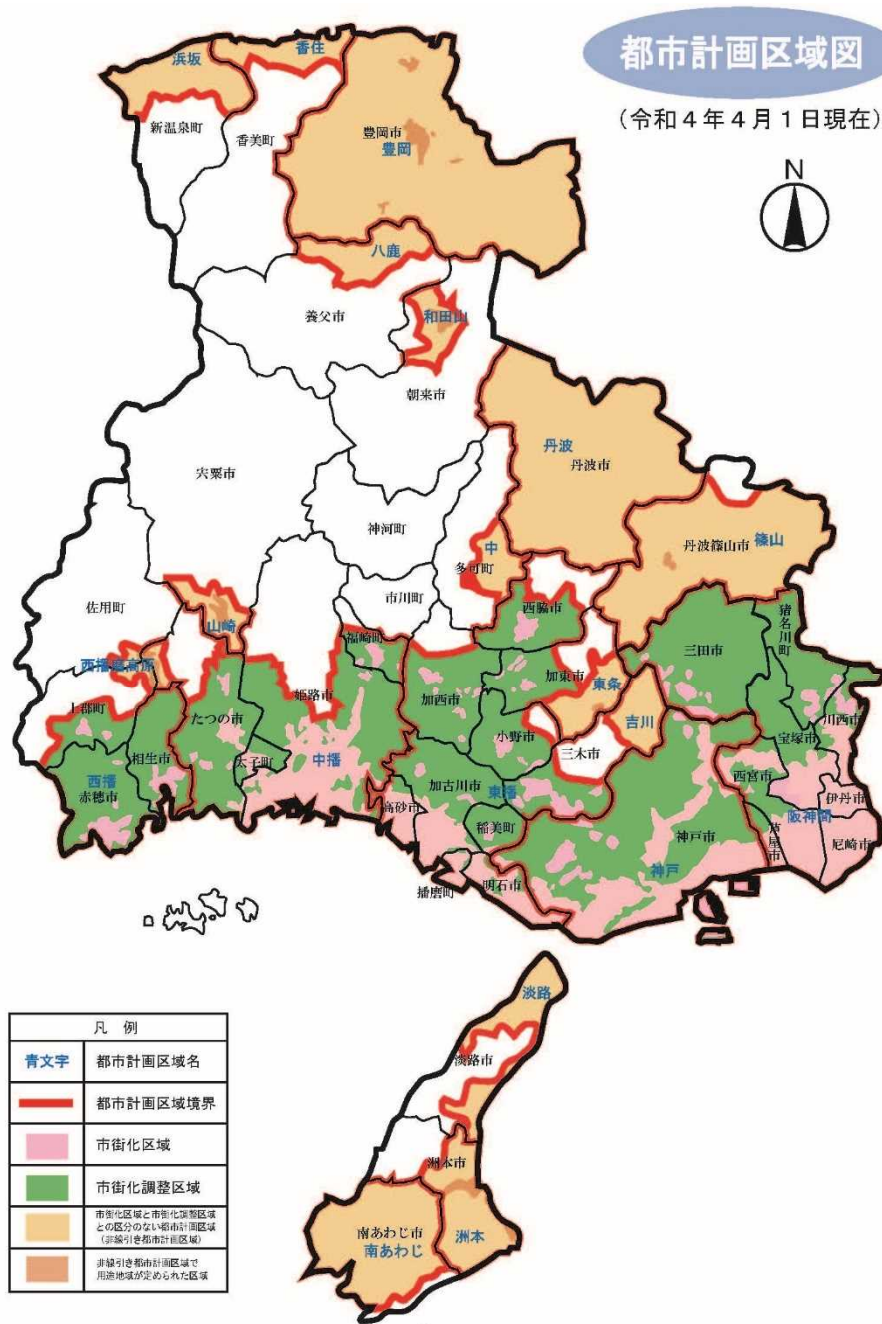 都市計画区域図
(令和4年4月1日現在)
N
浜坂
香住
新温泉町
香美町
豊岡市
豊岡
八鹿
養父市
和田山
朝来市
丹波
丹波市
宍粟市
神河町
中
多可町
丹波篠山市
篠山
佐用町
市川町
西脇市
猪名川町
山崎
福崎町
三田市
西播磨高原
加西市
加東市
東条
上郡町
たつの市
姫路市
吉川
川西市
相生市
小野市
三木市
宝塚市
太子町
中播
西播
赤穂市
加古川市
東播
西宮市
伊丹市
高砂市
稲美町
神戸市
芦屋市
阪神間
尼崎市
神戸
播磨町
明石市
淡路
淡路市
洲本市
南あわじ市
南あわじ
洲本
凡例
青文字
都市計画区域名
都市計画区域境界
市街化区域
市街化調整区域
市街化区域と市街化調整区域
との区分のない都市計画区域
(非線引き都市計画区域)
非線引き都市計画区域で
用途地域が定められた区域